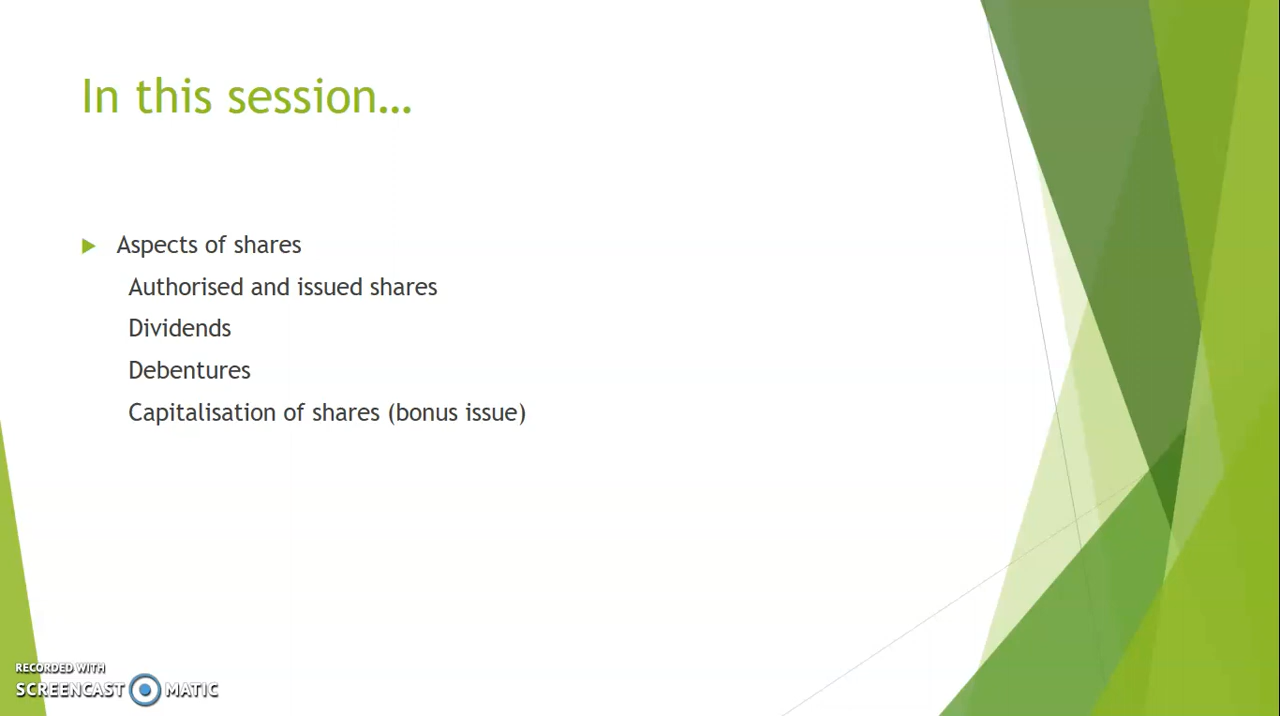 In this session…
Aspects of shares
Authorised and issued shares
Dividends
Debentures
Capitalisation of shares (bonus issue)
RECORDED WITH
SCREENCAST MATIC